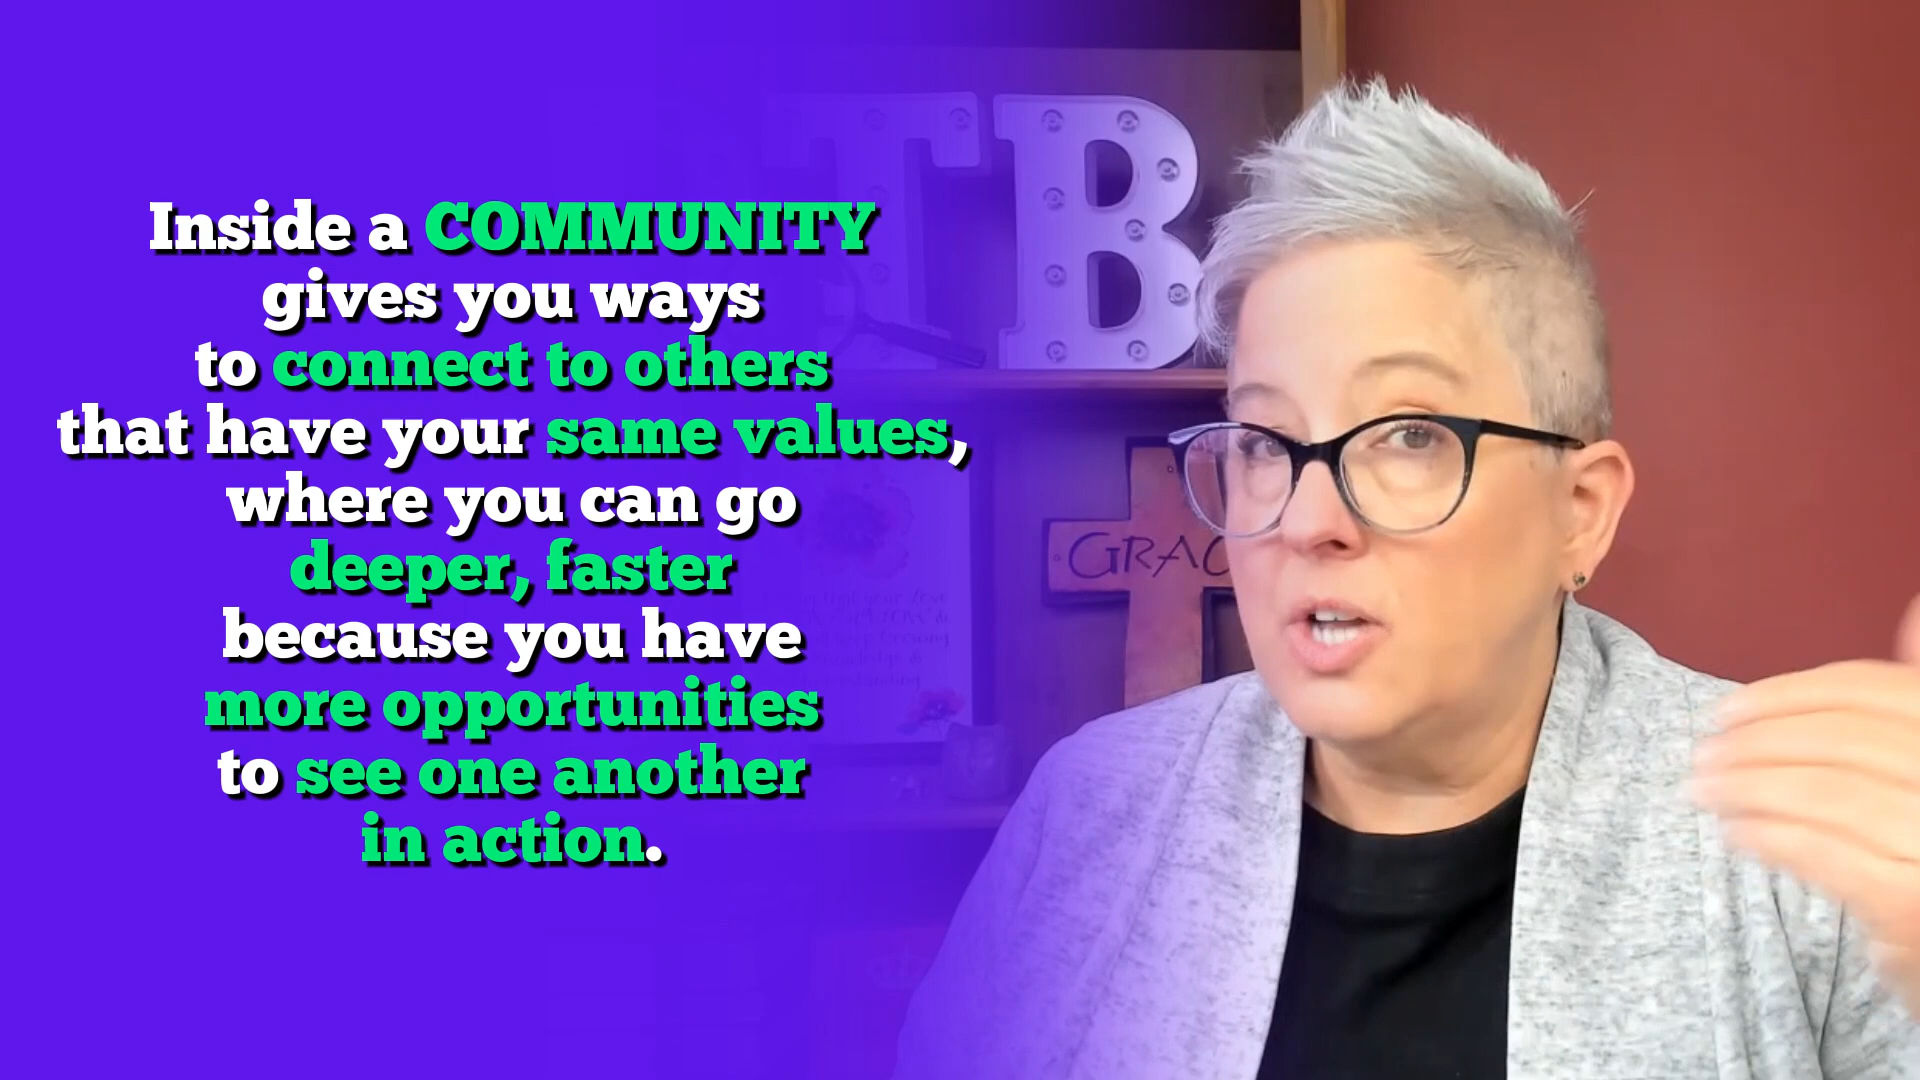 TB
Inside a COMMUNITY
gives you ways
to connect to others
that have your same values,
where you can go
deeper, faster
because you have
more opportunities
to see one another
in action.
GRAC